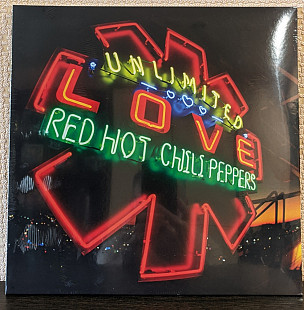 UNLIMITED
LOVE
RED HOT CHILI PEPPERS